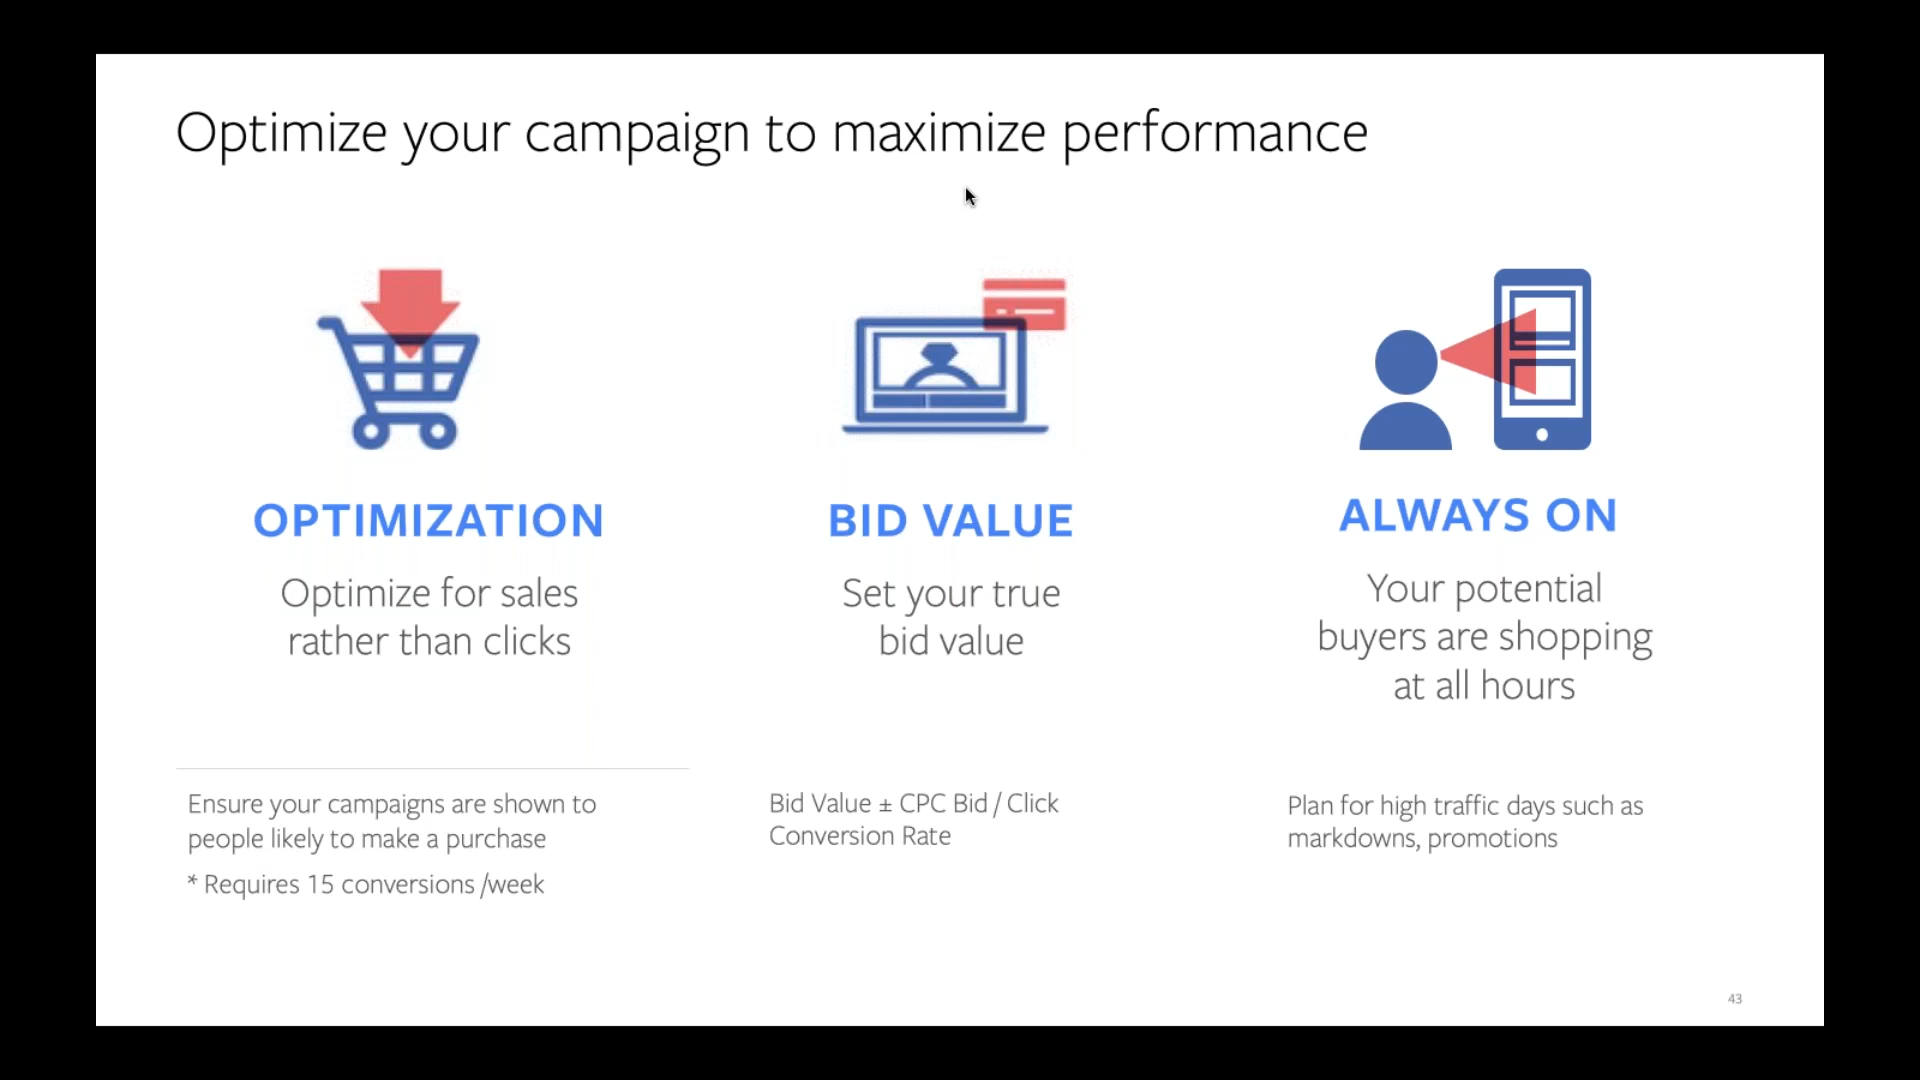 Optimize your campaign to maximize performance
OPTIMIZATION
Optimize for sales
rather than clicks
Ensure your campaigns are shown to
people likely to make a purchase
* Requires 15 conversions /week
BID VALUE
Set your true
bid value
Bid Value ± CPC Bid / Click
Conversion Rate
ALWAYS ON
Your potential
buyers are shopping
at all hours
Plan for high traffic days such as
markdowns, promotions
43